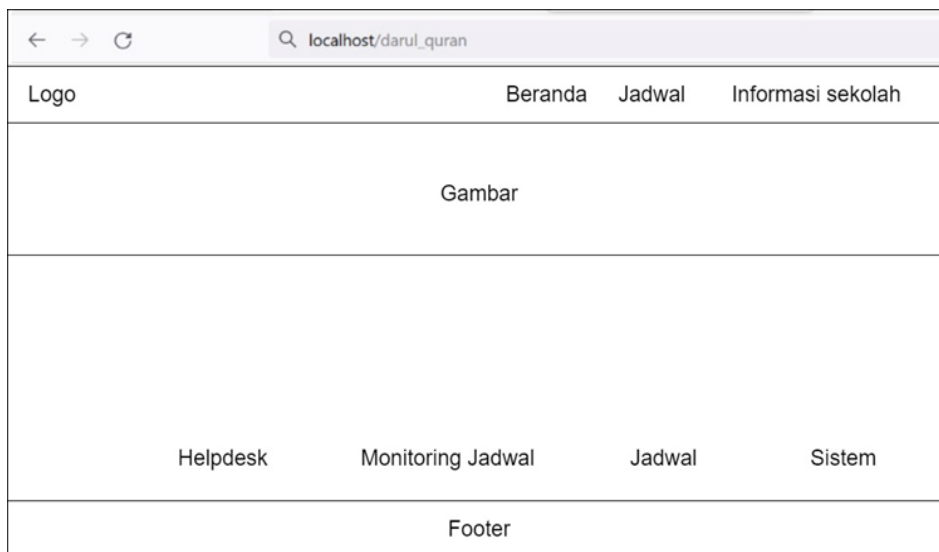 localhost/darul_quran
Logo Beranda Jadwal Informasi sekolah
Gambar
Helpdesk Monitoring Jadwal Jadwal Sistem
Footer